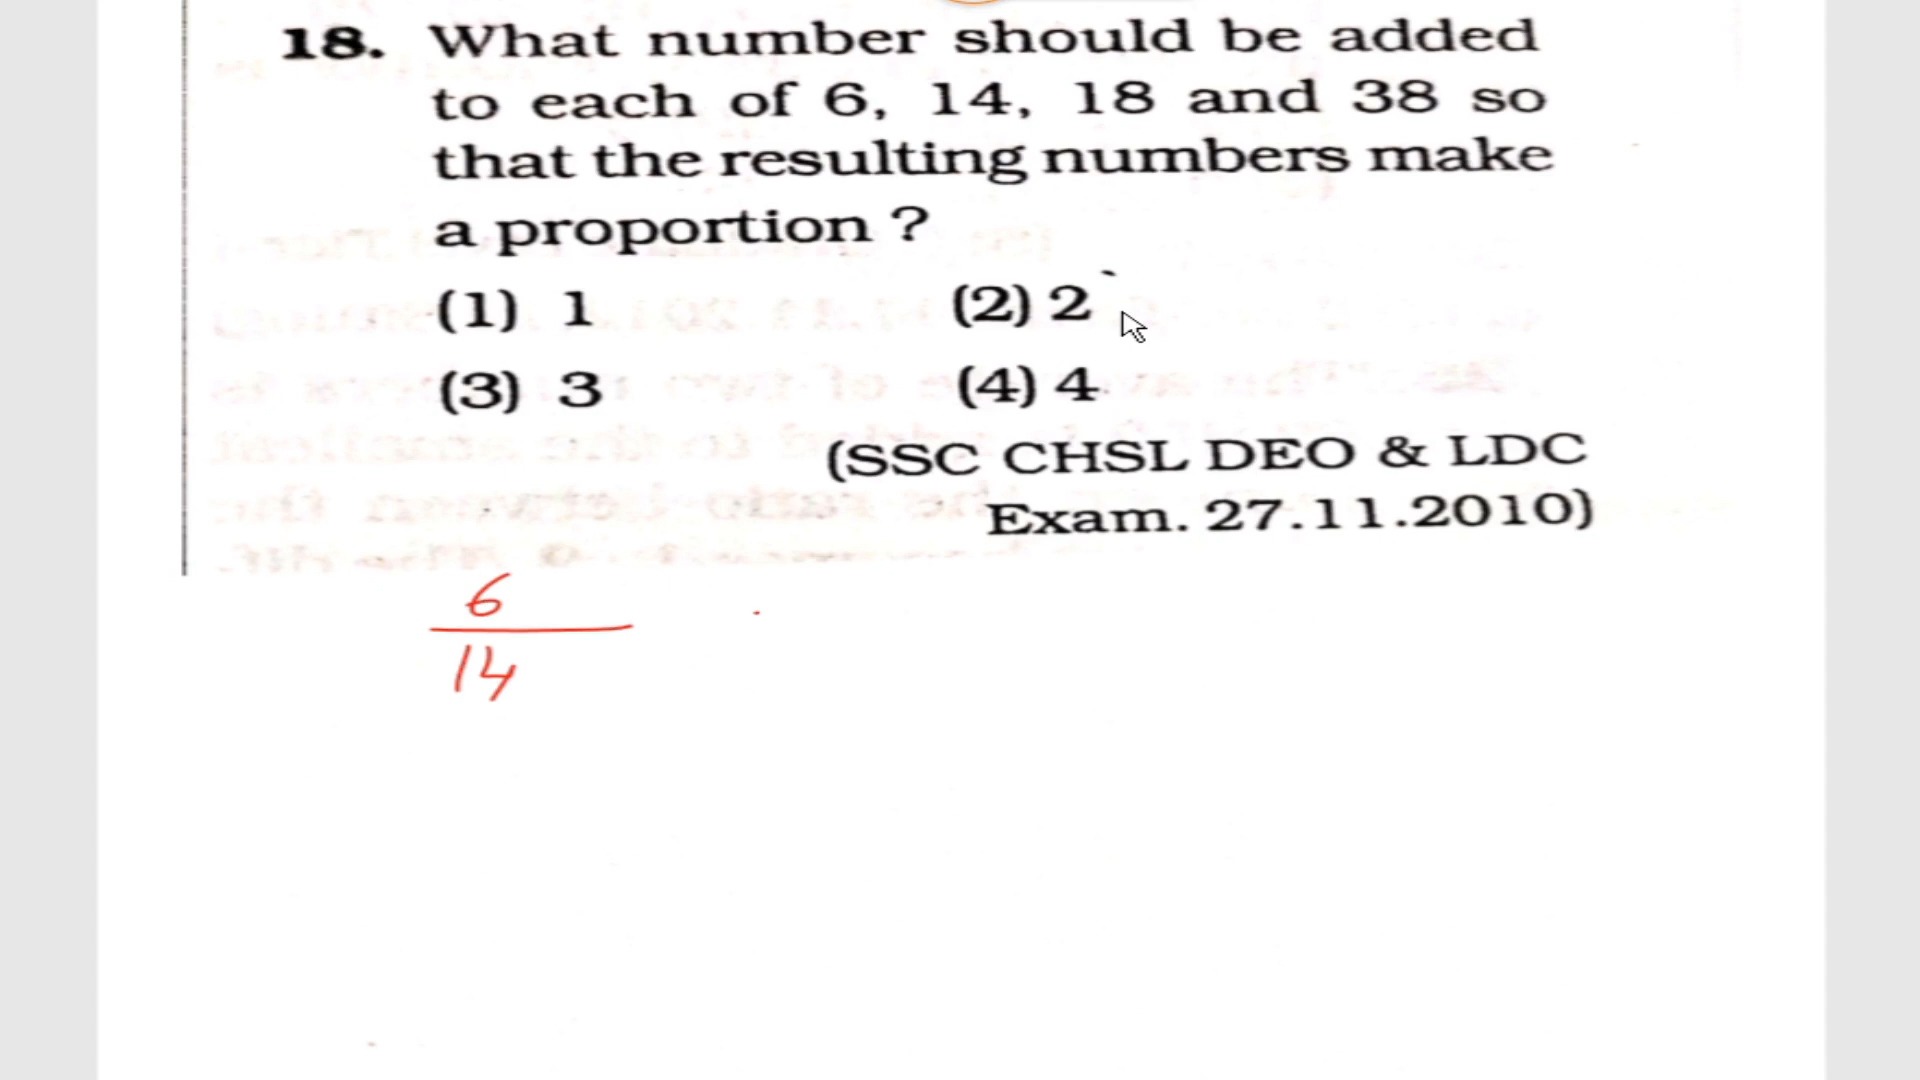 18. What number should be added
to each of 6, 14, 18 and 38 so
that the resulting numbers make
a proportion ?
(1) 1 (2) 2
(3) 3 (4) 4
(SSC CHSL DEO & LDC
Exam. 27.11.2010)
6
14